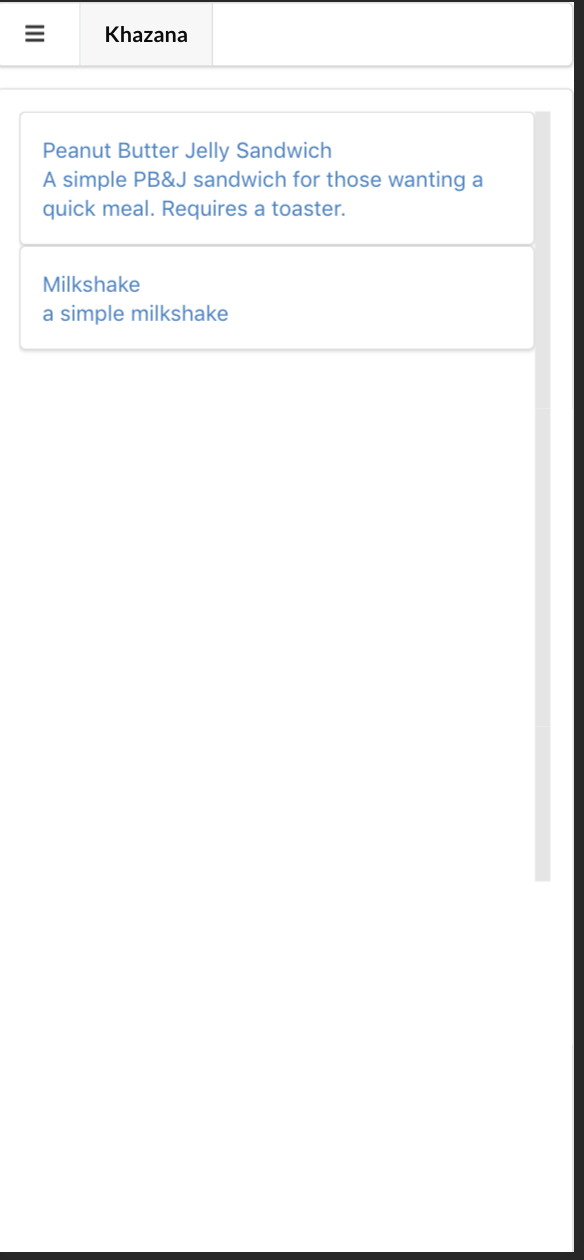 Khazana
Peanut Butter Jelly Sandwich
A simple PB&J sandwich for those wanting a
quick meal. Requires a toaster.
Milkshake
a simple milkshake